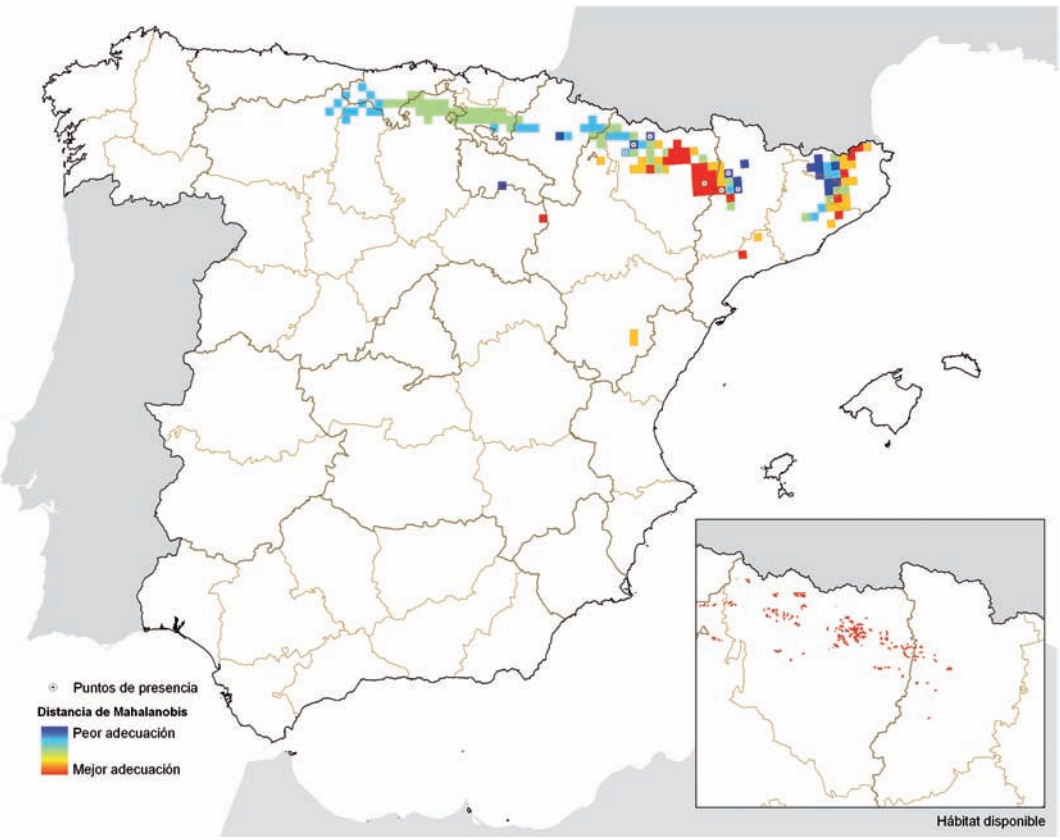 Puntos de presencia
Distancia de Mahalanobis
Peor adecuación
Mejor adecuación
Hábitat disponible